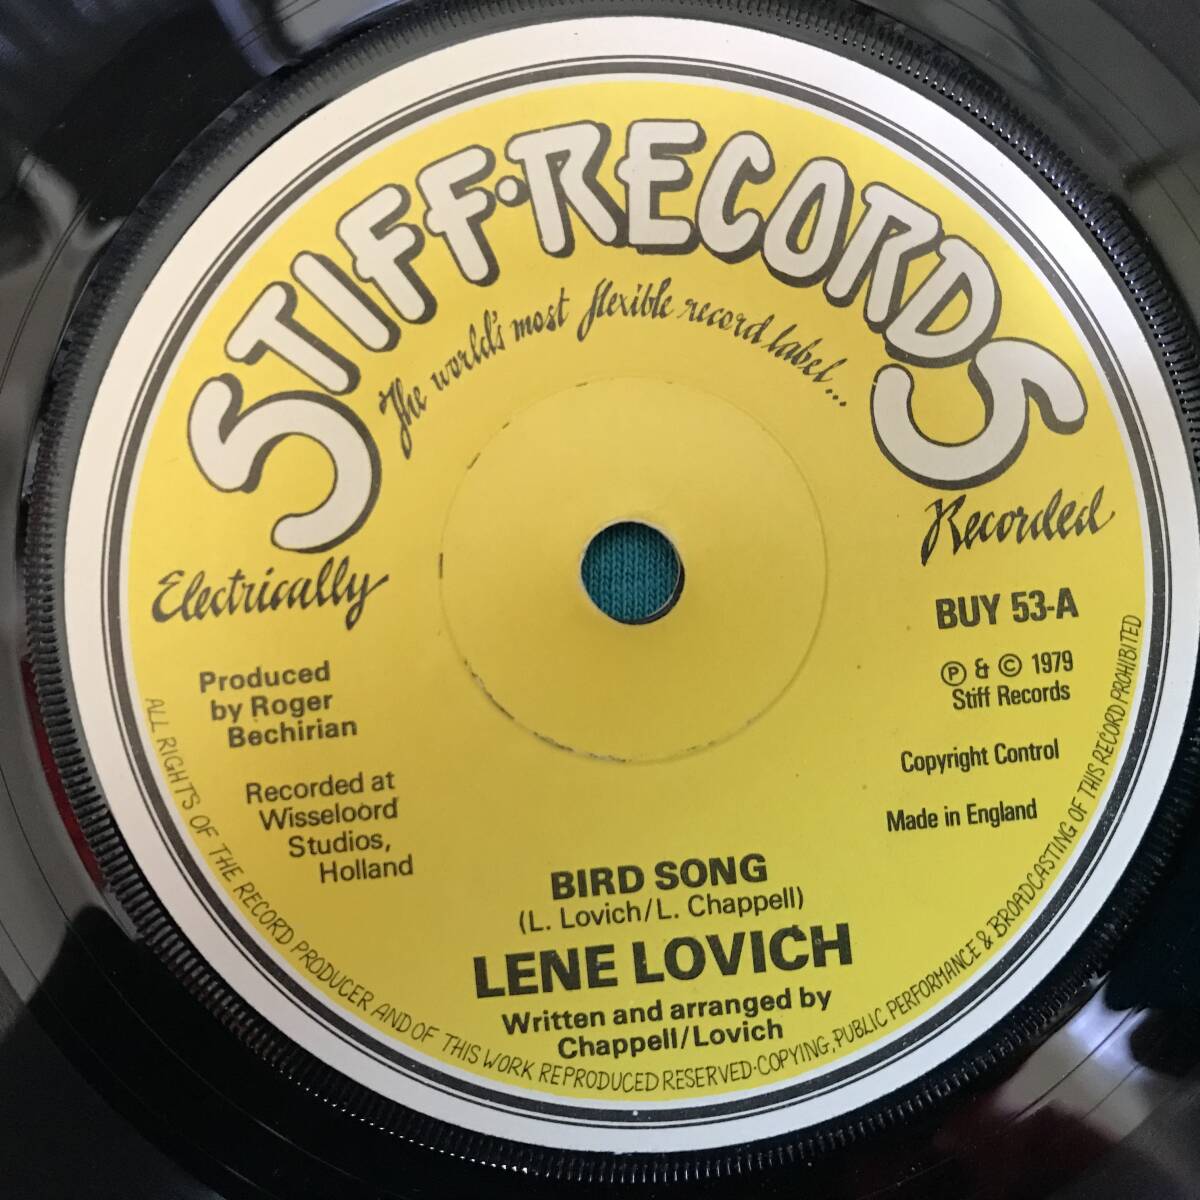 STIFF·RECORDS
The world's most flexible record label...
Electrically
Recorded
Produced
by Roger
Bechirian
Recorded at
Wisseloord
Studios,
Holland
BUY 53-A
Ⓟ & © 1979
Stiff Records
Copyright Control
Made in England
BIRD SONG
(L. Lovich/L. Chappell)
LENE LOVICH
Written and arranged by
Chappell/Lovich
ALL RIGHTS OF THE RECORD PRODUCER AND OF THIS WORK REPRODUCED RESERVED·COPYING, PUBLIC PERFORMANCE & BROADCASTING OF THIS RECORD PROHIBITED